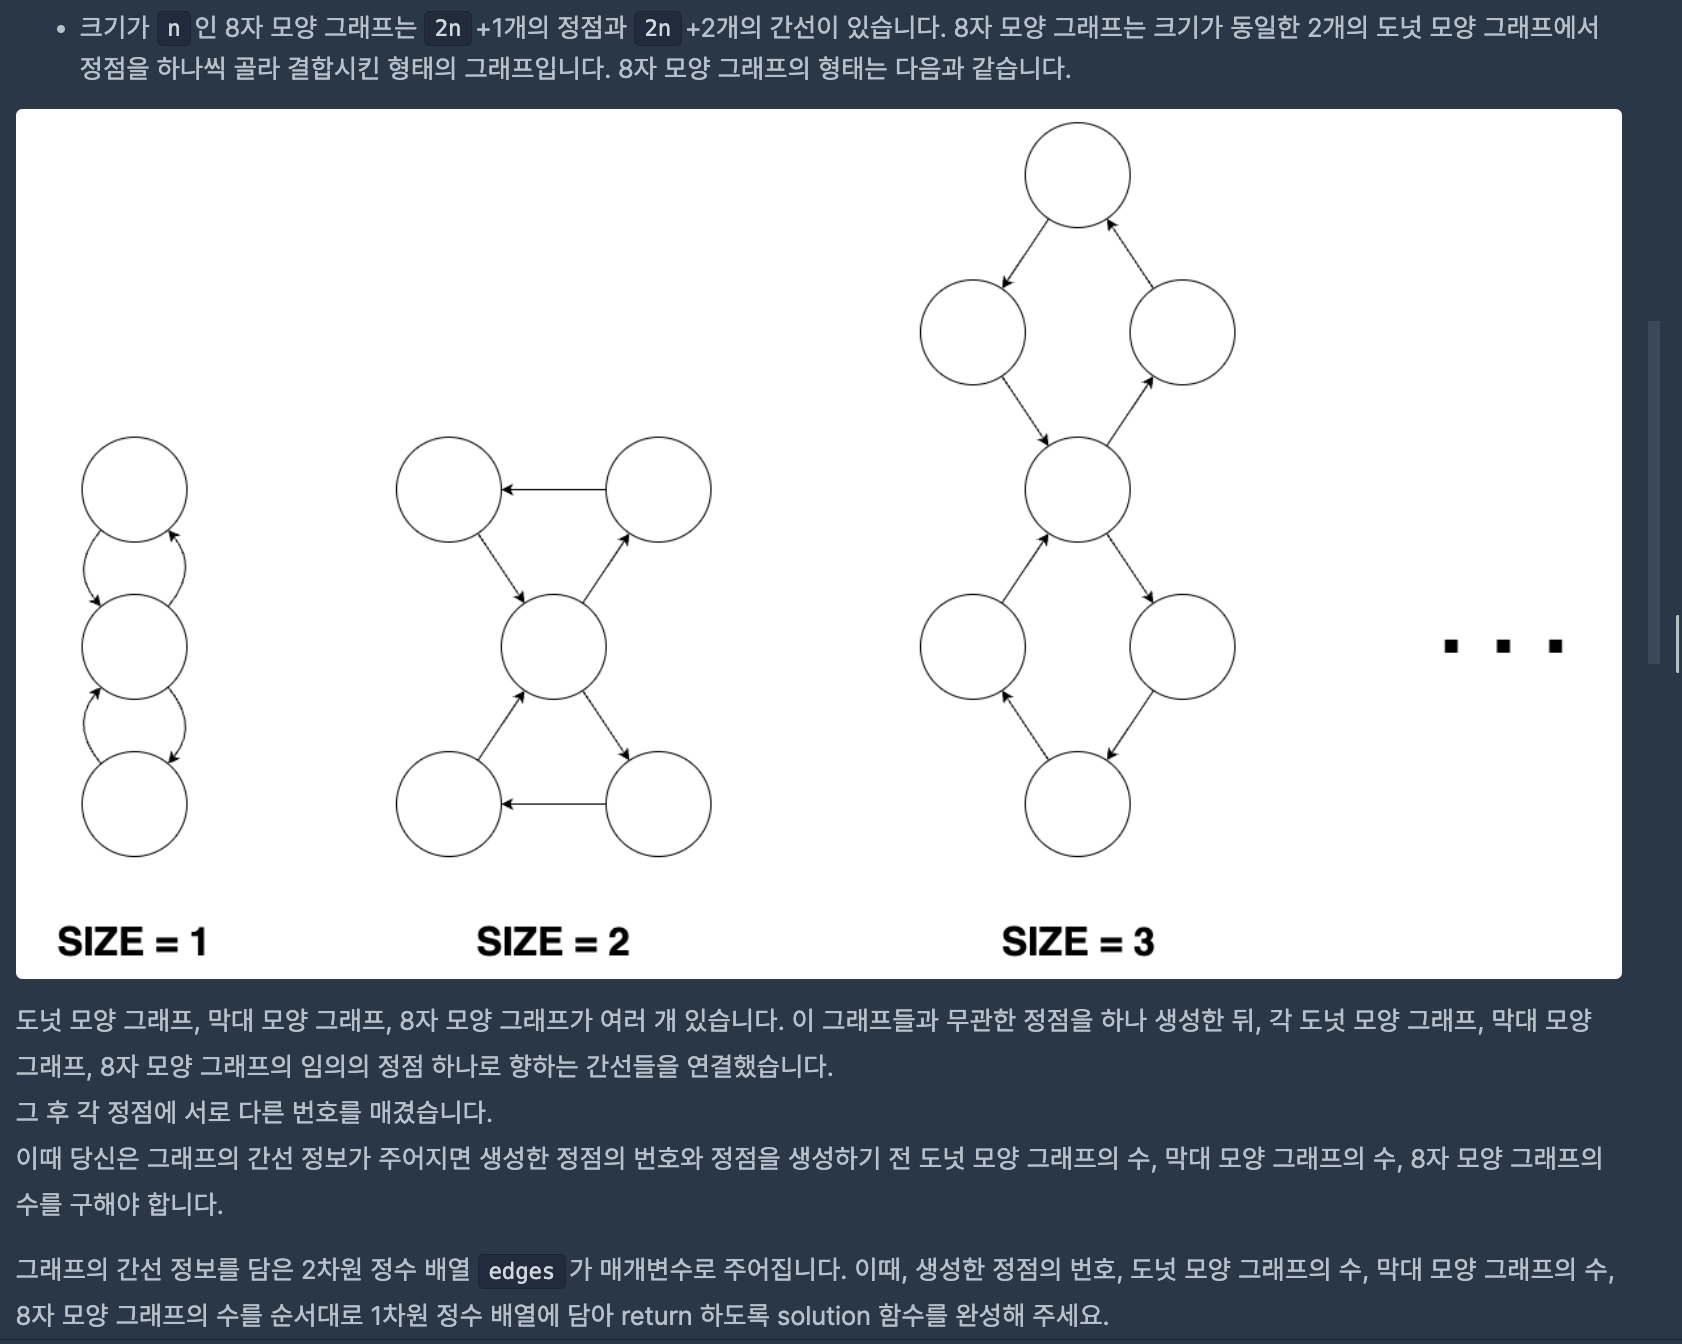 • 크기가 n 인 8자 모양 그래프는 2n +1개의 정점과 2n +2개의 간선이 있습니다. 8자 모양 그래프는 크기가 동일한 2개의 도넛 모양 그래프에서
정점을 하나씩 골라 결합시킨 형태의 그래프입니다. 8자 모양 그래프의 형태는 다음과 같습니다.
SIZE = 1 SIZE = 2 SIZE = 3
도넛 모양 그래프, 막대 모양 그래프, 8자 모양 그래프가 여러 개 있습니다. 이 그래프들과 무관한 정점을 하나 생성한 뒤, 각 도넛 모양 그래프, 막대 모양
그래프, 8자 모양 그래프의 임의의 정점 하나로 향하는 간선들을 연결했습니다.
그 후 각 정점에 서로 다른 번호를 매겼습니다.
이때 당신은 그래프의 간선 정보가 주어지면 생성한 정점의 번호와 정점을 생성하기 전 도넛 모양 그래프의 수, 막대 모양 그래프의 수, 8자 모양 그래프의
수를 구해야 합니다.
그래프의 간선 정보를 담은 2차원 정수 배열 edges 가 매개변수로 주어집니다. 이때, 생성한 정점의 번호, 도넛 모양 그래프의 수, 막대 모양 그래프의 수,
8자 모양 그래프의 수를 순서대로 1차원 정수 배열에 담아 return 하도록 solution 함수를 완성해 주세요.